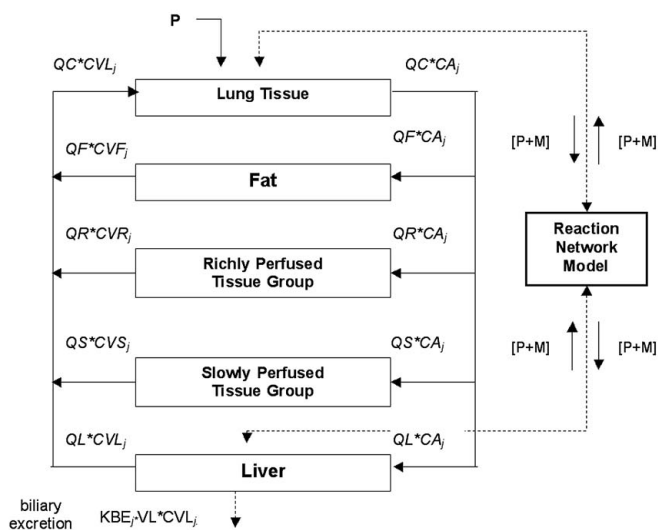 P
QC*CVLj
QC*CAj
Lung Tissue
QF*CVFj
QF*CAj
[P+M]
[P+M]
Fat
QR*CVRj
QR*CAj
Reaction
Network
Model
Richly Perfused
Tissue Group
QS*CVSj
QS*CAj
[P+M]
[P+M]
Slowly Perfused
Tissue Group
QL*CVLj
QL*CAj
Liver
biliary
excretion
KBEj*VL*CVLj.